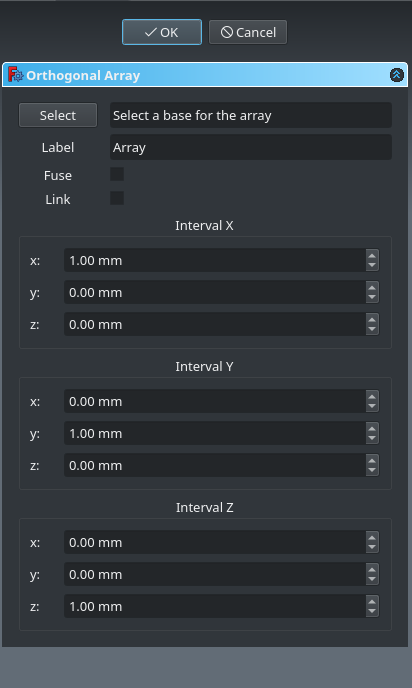 OK Cancel
Orthogonal Array
Select Select a base for the array
Label Array
Fuse
Link
Interval X
x: 1.00 mm
y: 0.00 mm
z: 0.00 mm
Interval Y
x: 0.00 mm
y: 1.00 mm
z: 0.00 mm
Interval Z
x: 0.00 mm
y: 0.00 mm
z: 1.00 mm